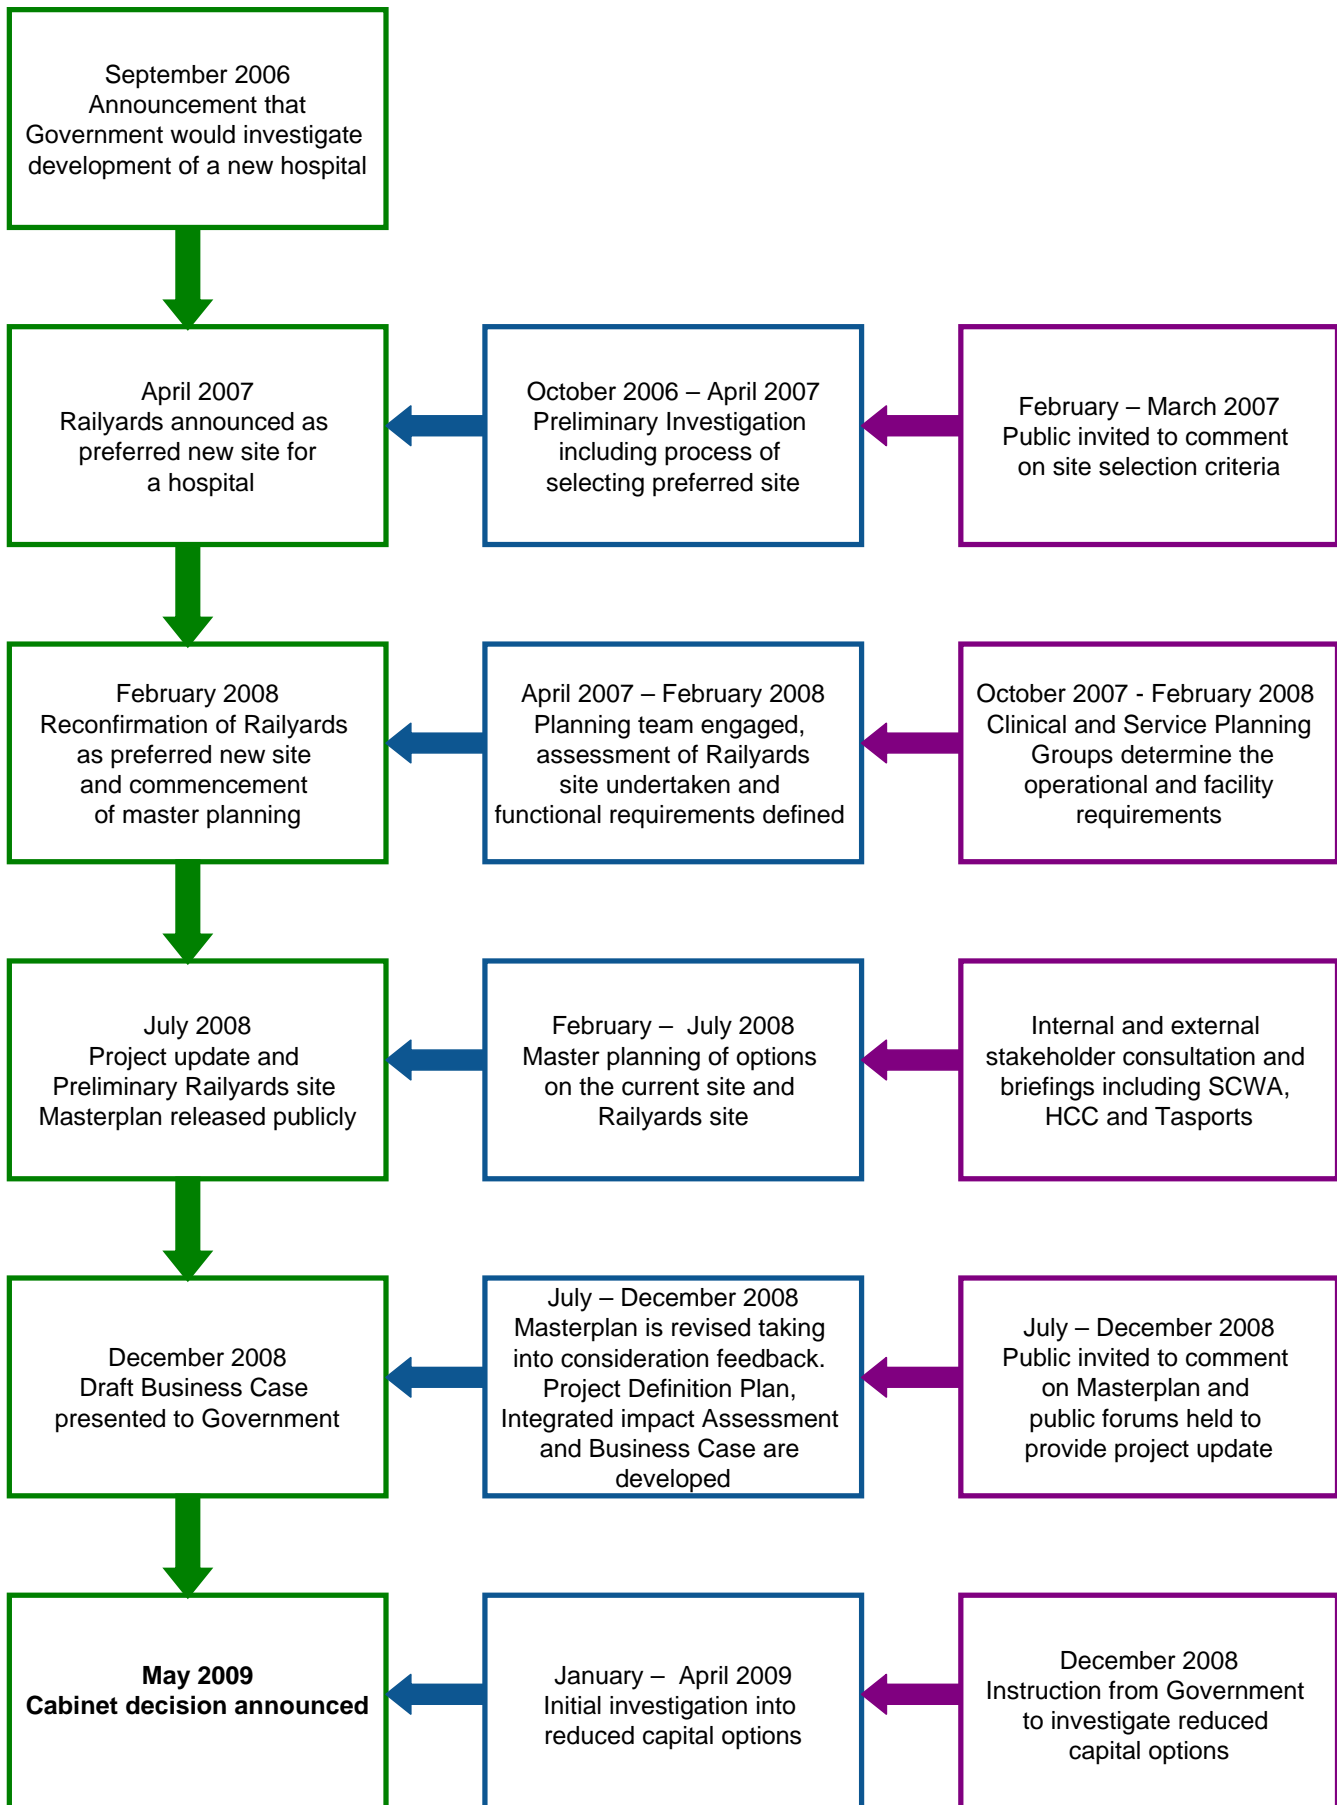 September 2006
Announcement that
Government would investigate
development of a new hospital
April 2007
Railyards announced as
preferred new site for
a hospital
October 2006 – April 2007
Preliminary Investigation
including process of
selecting preferred site
February – March 2007
Public invited to comment
on site selection criteria
February 2008
Reconfirmation of Railyards
as preferred new site
and commencement
of master planning
April 2007 – February 2008
Planning team engaged,
assessment of Railyards
site undertaken and
functional requirements defined
October 2007 - February 2008
Clinical and Service Planning
Groups determine the
operational and facility
requirements
July 2008
Project update and
Preliminary Railyards site
Masterplan released publicly
February – July 2008
Master planning of options
on the current site and
Railyards site
Internal and external
stakeholder consultation and
briefings including SCWA,
HCC and Tasports
December 2008
Draft Business Case
presented to Government
July – December 2008
Masterplan is revised taking
into consideration feedback.
Project Definition Plan,
Integrated impact Assessment
and Business Case are
developed
July – December 2008
Public invited to comment
on Masterplan and
public forums held to
provide project update
May 2009
Cabinet decision announced
January – April 2009
Initial investigation into
reduced capital options
December 2008
Instruction from Government
to investigate reduced
capital options